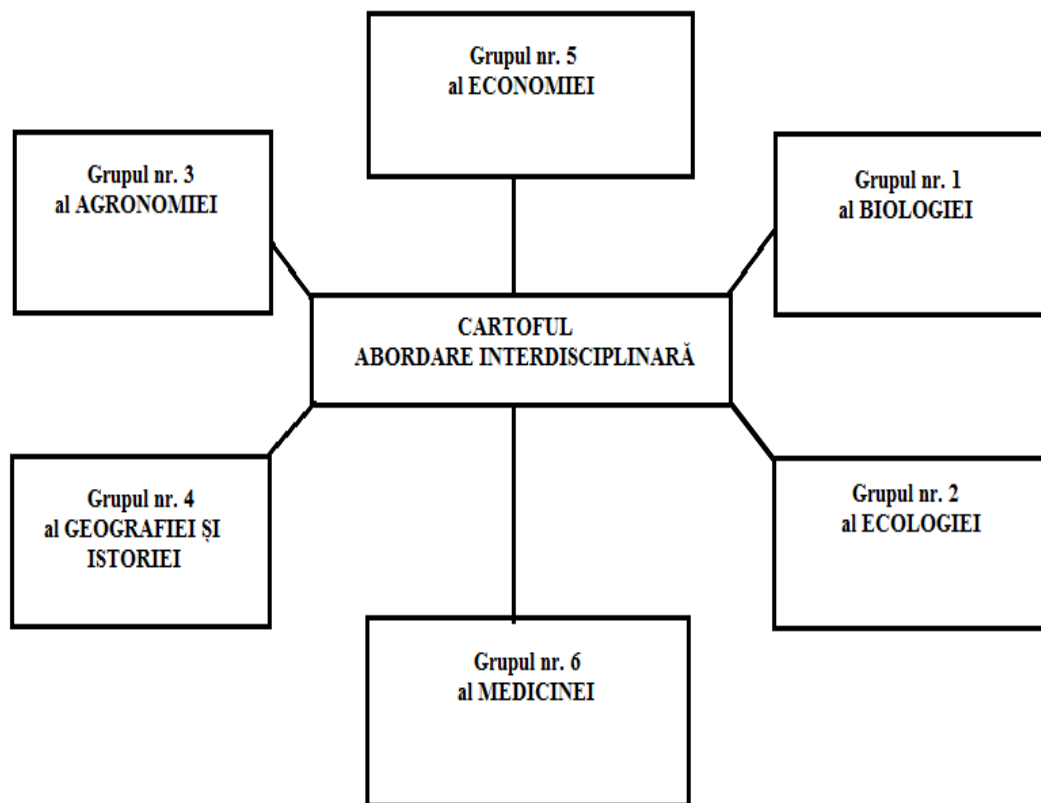 Grupul nr. 5
al ECONOMIEI
Grupul nr. 3
al AGRONOMIEI
Grupul nr. 1
al BIOLOGIEI
CARTOFUL
ABORDARE INTERDISCIPLINARĂ
Grupul nr. 4
al GEOGRAFIEI ȘI
ISTORIEI
Grupul nr. 2
al ECOLOGIEI
Grupul nr. 6
al MEDICINEI